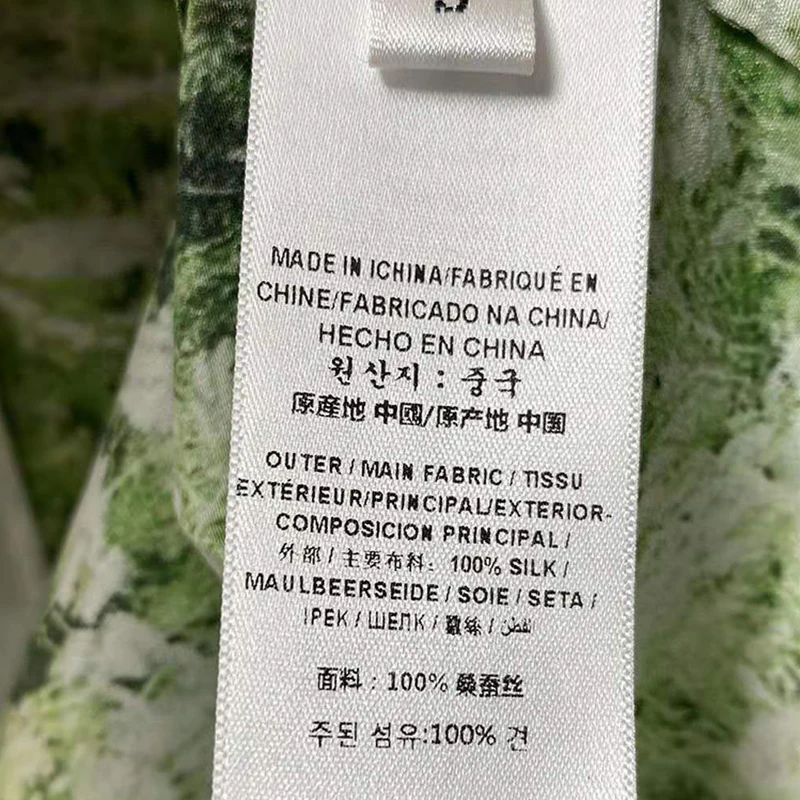 MADE IN ICHINA/FABRIQUÉ EN
CHINE/FABRICADO NA CHINA/
HECHO EN CHINA
원산지 : 중국
原産地 中國/原产地 中国
OUTER / MAIN FABRIC / TISSU
EXTÉRIEUR/PRINCIPAL/EXTERIOR-
COMPOSICION PRINCIPAL /
外部 / 主要布料: 100% SILK /
MAULBEERSEIDE / SOIE / SETA /
IPEK / ШЕЛК / 蠶絲 /
面料 : 100% 桑蚕丝
주된 섬유:100% 견